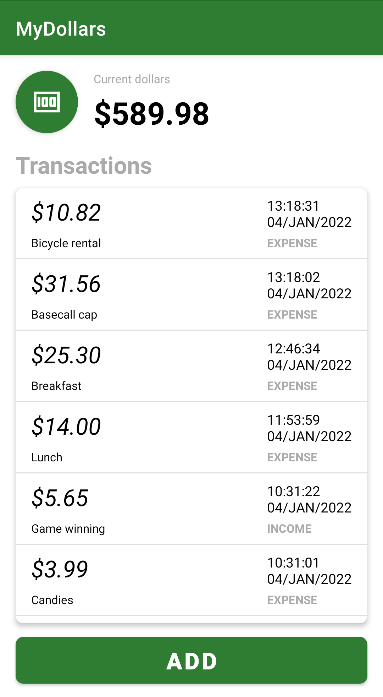 MyDollars
Current dollars
100
$589.98
Transactions
$10.82
13:18:31
04/JAN/2022
Bicycle rental
EXPENSE
$31.56
13:18:02
04/JAN/2022
Basecall cap
EXPENSE
$25.30
12:46:34
04/JAN/2022
Breakfast
EXPENSE
$14.00
11:53:59
04/JAN/2022
Lunch
EXPENSE
$5.65
10:31:22
04/JAN/2022
Game winning
INCOME
$3.99
10:31:01
04/JAN/2022
Candies
EXPENSE
ADD